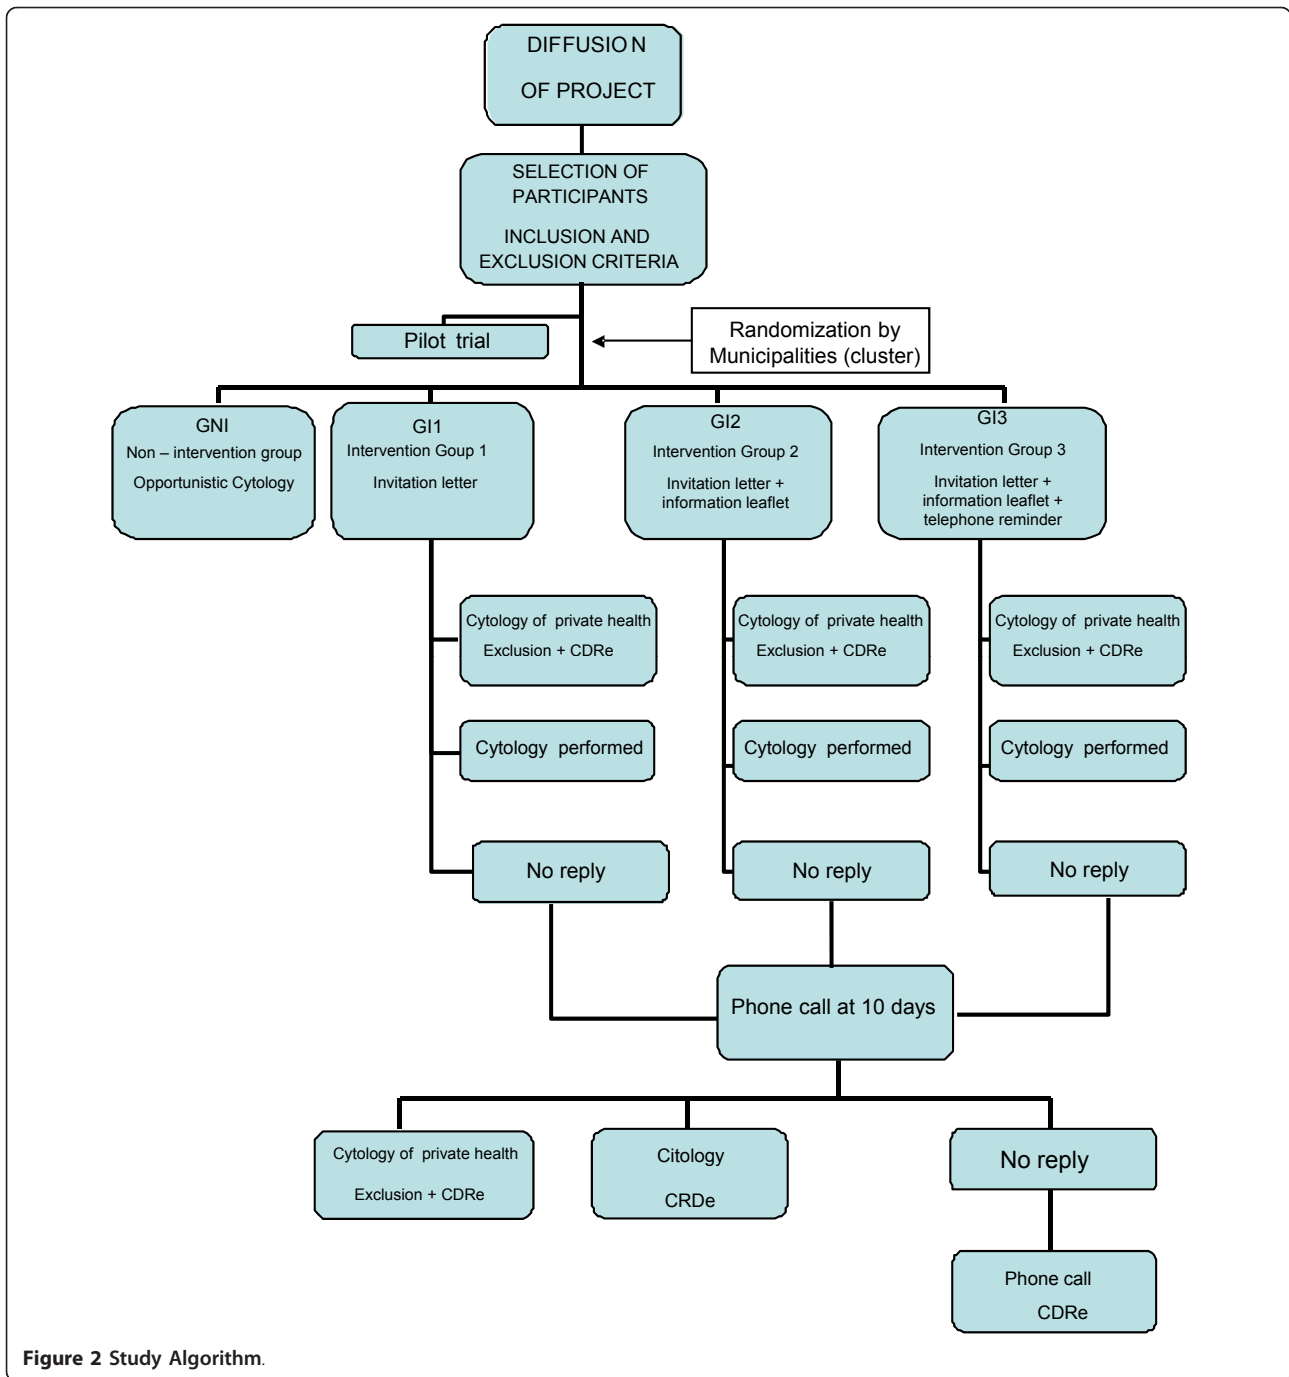 DIFFUSION
OF PROJECT
SELECTION OF
PARTICIPANTS
INCLUSION AND
EXCLUSION CRITERIA
Pilot trial
Randomization by
Municipalities (cluster)
GNI
Non – intervention group
Opportunistic Cytology
GI1
Intervention Goup 1
Invitation letter
GI2
Intervention Group 2
Invitation letter +
information leaflet
GI3
Intervention Group 3
Invitation letter +
information leaflet +
telephone reminder
Cytology of private health
Exclusion + CDRe
Cytology of private health
Exclusion + CDRe
Cytology of private health
Exclusion + CDRe
Cytology performed
Cytology performed
Cytology performed
No reply
No reply
No reply
Phone call at 10 days
Cytology of private health
Exclusion + CDRe
Citology
CRDe
No reply
Phone call
CDRe
Figure 2 Study Algorithm.